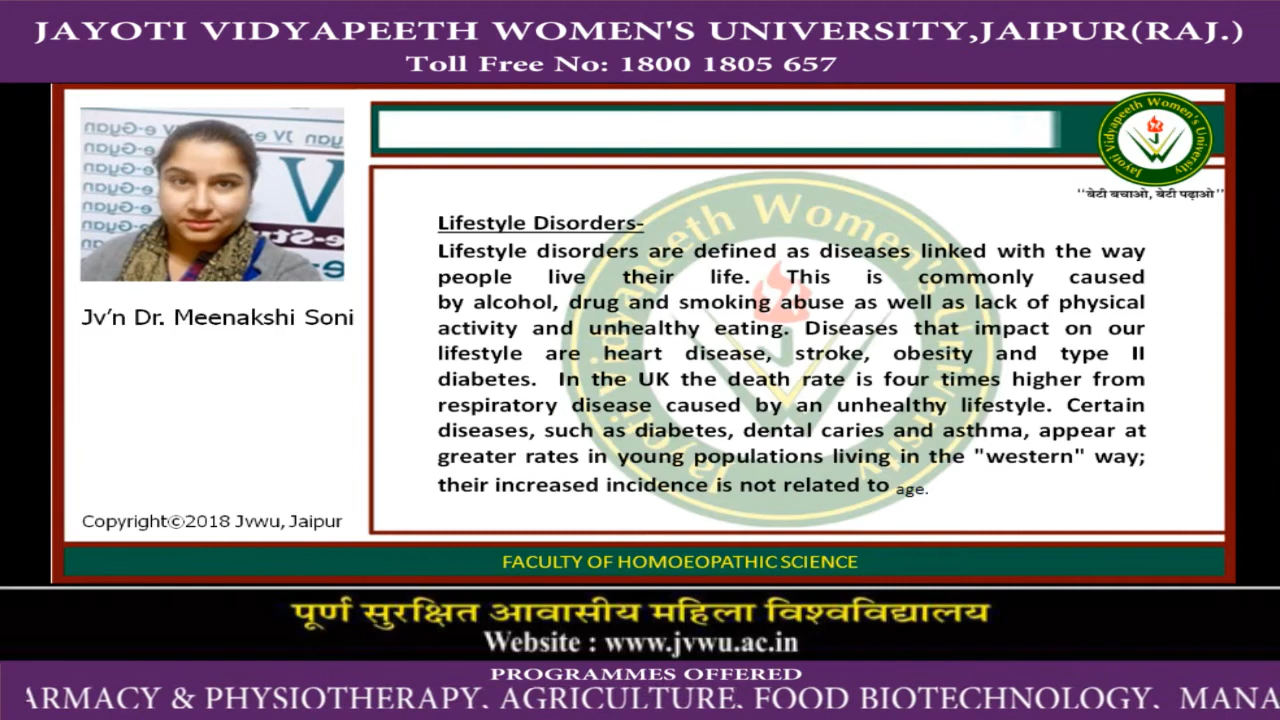 JAYOTI VIDYAPEETH WOMEN'S UNIVERSITY,JAIPUR(RAJ.)
Toll Free No: 1800 1805 657
Jayoti Vidyapeeth Women's University
"बेटी बचाओ, बेटी पढ़ाओ"
Jv'n Dr. Meenakshi Soni
Copyright©2018 Jvwu, Jaipur
Lifestyle Disorders-
Lifestyle disorders are defined as diseases linked with the way
people live their life. This is commonly caused
by alcohol, drug and smoking abuse as well as lack of physical
activity and unhealthy eating. Diseases that impact on our
lifestyle are heart disease, stroke, obesity and type II
diabetes. In the UK the death rate is four times higher from
respiratory disease caused by an unhealthy lifestyle. Certain
diseases, such as diabetes, dental caries and asthma, appear at
greater rates in young populations living in the "western" way;
their increased incidence is not related to age.
FACULTY OF HOMOEOPATHIC SCIENCE
पूर्ण सुरक्षित आवासीय महिला विश्वविद्यालय
Website : www.jvwu.ac.in
PROGRAMMES OFFERED
ARMACY & PHYSIOTHERAPY, AGRICULTURE, FOOD BIOTECHNOLOGY, MANA